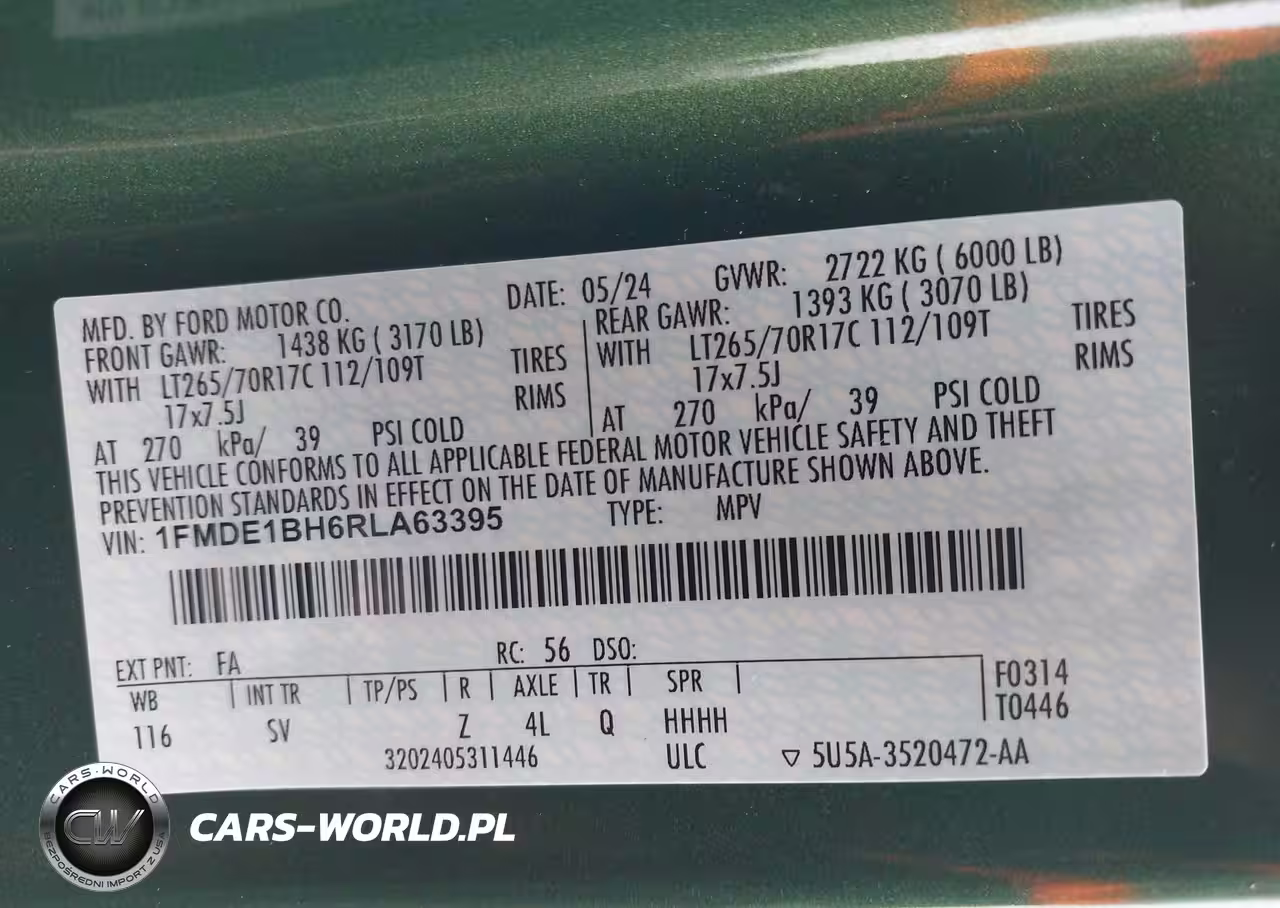 MFD. BY FORD MOTOR CO. DATE: 05/24 GVWR: 2722 KG ( 6000 LB)
FRONT GAWR: 1438 KG ( 3170 LB) REAR GAWR: 1393 KG ( 3070 LB)
WITH LT265/70R17C 112/109T TIRES WITH LT265/70R17C 112/109T TIRES
17x7.5J RIMS 17x7.5J RIMS
AT 270 kPa/ 39 PSI COLD AT 270 kPa/ 39 PSI COLD
THIS VEHICLE CONFORMS TO ALL APPLICABLE FEDERAL MOTOR VEHICLE SAFETY AND THEFT
PREVENTION STANDARDS IN EFFECT ON THE DATE OF MANUFACTURE SHOWN ABOVE.
VIN: 1FMDE1BH6RLA63395 TYPE: MPV
EXT PNT: FA RC: 56 DSO:
WB INT TR TP/PS R AXLE TR SPR F0314
116 SV Z 4L Q HHHH T0446
3202405311446 ULC ▽ 5U5A-3520472-AA
CARS-WORLD
CW
BEZPOŚREDNI IMPORT Z USA
CARS-WORLD.PL